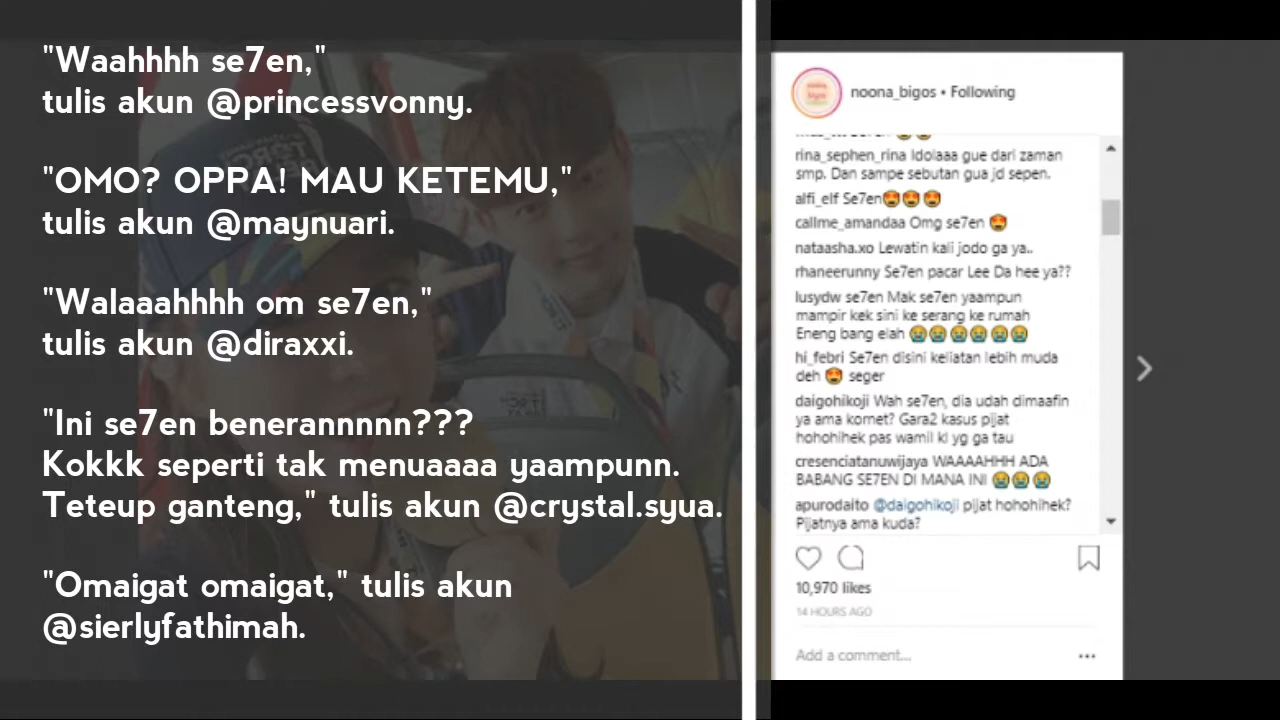 "Waahhhh se7en,"
tulis akun @princessvonny.
"OMO? OPPA! MAU KETEMU,"
tulis akun @maynuari.
"Walaaahhhh om se7en,"
tulis akun @diraxxi.
"Ini se7en benerannnnn???
Kokkk seperti tak menuaaaa yaampunn.
Teteup ganteng," tulis akun @crystal.syua.
"Omaigat omaigat," tulis akun
@sierlyfathimah.
noona_bigos • Following
rina_sephen_rina Idolaaa gue dari zaman
smp. Dan sampe sebutan gua jd sepen.
alfi_elf Se7en😍😍😍
callme_amandaa Omg se7en 😍
nataasha.xo Lewatin kali jodo ga ya..
rhaneerunny Se7en pacar Lee Da hee ya??
lusydw se7en Mak se7en yaampun
mampir kek sini ke serang ke rumah
Eneng bang elah 😭😭😭😭😭😭
hi_febri Se7en disini keliatan lebih muda
deh 😍 seger
daigohikoji Wah se7en, dia udah dimaafin
ya ama kornet? Gara2 kasus pijat
hohohihek pas wamil kl yg ga tau
cresenciatanuwijaya WAAAAHHH ADA
BABANG SE7EN DI MANA INI 😭😭😭
apurodaito @daigohikoji pijat hohohihek?
Pijatnya ama kuda?
10,970 likes
14 HOURS AGO
Add a comment...